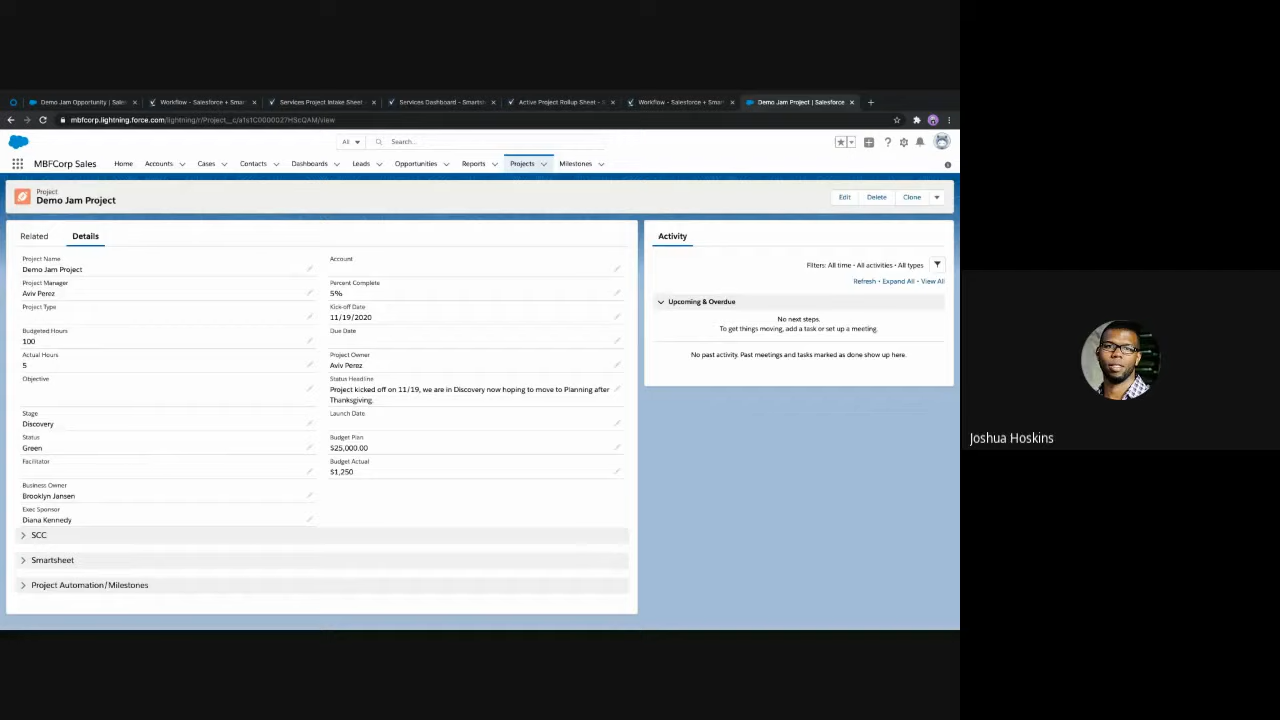 Demo Jam Opportunity | Sales
Workflow - Salesforce + Smar
Services Project Intake Sheet
Services Dashboard - Smartsh
Active Project Rollup Sheet - S
Workflow - Salesforce + Smart
Demo Jam Project | Salesforce
mbfcorp.lightning.force.com/lightning/r/Project__c/a1s1C0000027HScQAM/view
All
Search...
MBFCorp Sales
Home
Accounts
Cases
Contacts
Dashboards
Leads
Opportunities
Reports
Projects
Milestones
Project
Demo Jam Project
Edit
Delete
Clone
Related
Details
Project Name
Demo Jam Project
Account
Project Manager
Aviv Perez
Percent Complete
5%
Project Type
Kick-off Date
11/19/2020
Budgeted Hours
100
Due Date
Actual Hours
5
Project Owner
Aviv Perez
Objective
Status Headline
Project kicked off on 11/19, we are in Discovery now hoping to move to Planning after
Thanksgiving.
Stage
Discovery
Launch Date
Status
Green
Budget Plan
$25,000.00
Facilitator
Budget Actual
$1,250
Business Owner
Brooklyn Jansen
Exec Sponsor
Diana Kennedy
SCC
Smartsheet
Project Automation/Milestones
Activity
Filters: All time • All activities • All types
Refresh • Expand All • View All
Upcoming & Overdue
No next steps.
To get things moving, add a task or set up a meeting.
No past activity. Past meetings and tasks marked as done show up here.
Joshua Hoskins